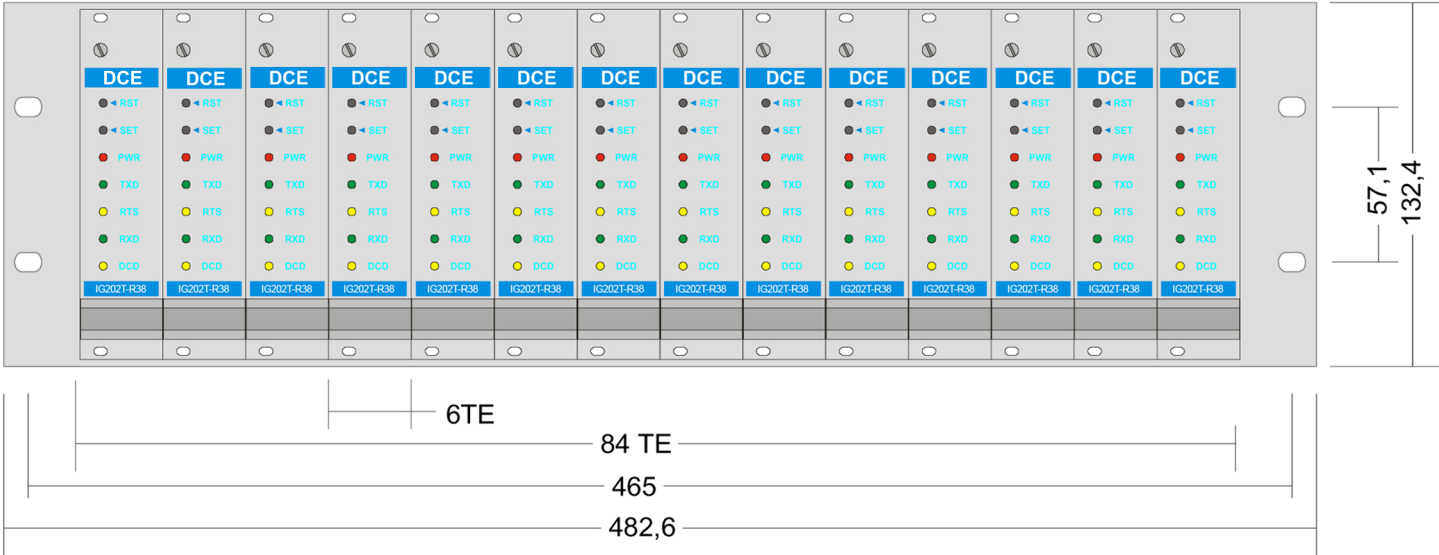 DCE DCE DCE DCE DCE DCE DCE DCE DCE DCE DCE DCE DCE DCE
RST RST RST RST RST RST RST RST RST RST RST RST RST RST
SET SET SET SET SET SET SET SET SET SET SET SET SET SET
PWR PWR PWR PWR PWR PWR PWR PWR PWR PWR PWR PWR PWR PWR
TXD TXD TXD TXD TXD TXD TXD TXD TXD TXD TXD TXD TXD TXD
RTS RTS RTS RTS RTS RTS RTS RTS RTS RTS RTS RTS RTS RTS
RXD RXD RXD RXD RXD RXD RXD RXD RXD RXD RXD RXD RXD RXD
DCD DCD DCD DCD DCD DCD DCD DCD DCD DCD DCD DCD DCD DCD
IG202T-R38 IG202T-R38 IG202T-R38 IG202T-R38 IG202T-R38 IG202T-R38 IG202T-R38 IG202T-R38 IG202T-R38 IG202T-R38 IG202T-R38 IG202T-R38 IG202T-R38 IG202T-R38
57,1
132,4
6TE
84 TE
465
482,6